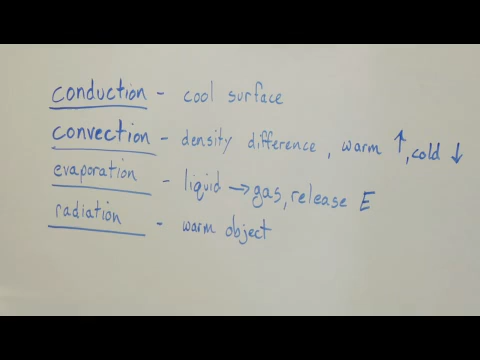 conduction - cool surface
convection - density difference, warm ↑, cold ↓
evaporation - liquid → gas, release E
radiation - warm object